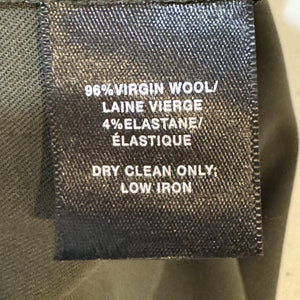 96%VIRGIN WOOL/
LAINE VIERGE
4%ELASTANE/
ÉLASTIQUE
DRY CLEAN ONLY;
LOW IRON